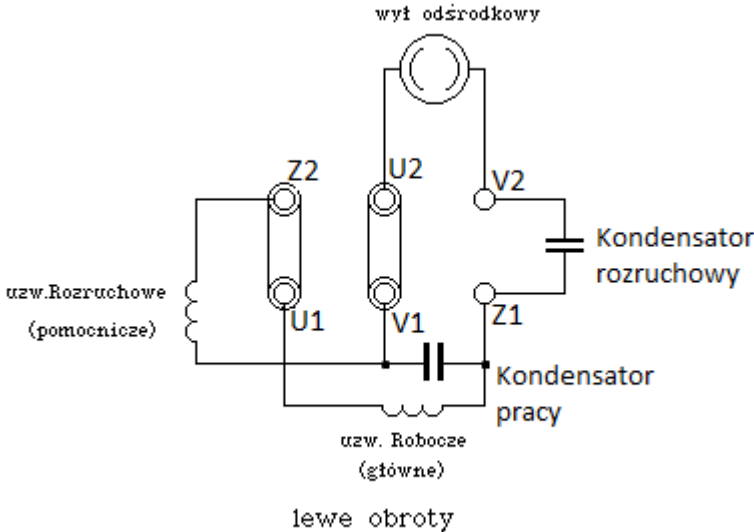 wył odśrodkowy
Z2
U2
V2
Kondensator
rozruchowy
uzw.Rozruchowe
(pomocnicze)
U1
V1
Z1
Kondensator
pracy
uzw. Robocze
(główne)
lewe obroty